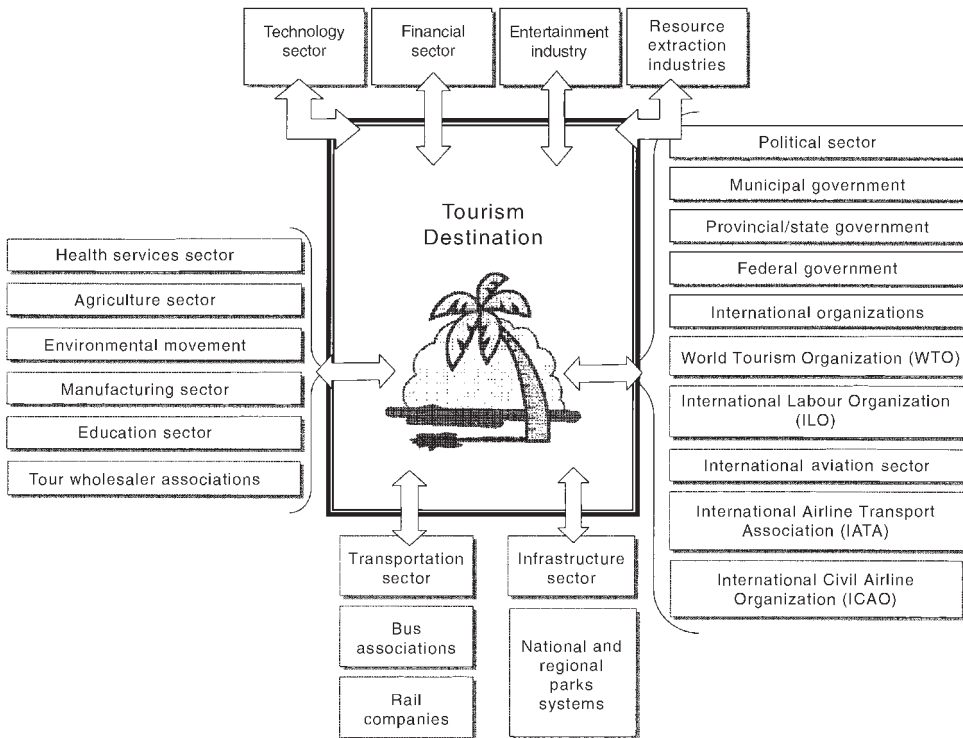 Technology
sector
Financial
sector
Entertainment
industry
Resource
extraction
industries
Tourism
Destination
Health services sector
Agriculture sector
Environmental movement
Manufacturing sector
Education sector
Tour wholesaler associations
Political sector
Municipal government
Provincial/state government
Federal government
International organizations
World Tourism Organization (WTO)
International Labour Organization
(ILO)
International aviation sector
International Airline Transport
Association (IATA)
International Civil Airline
Organization (ICAO)
Transportation
sector
Bus
associations
Rail
companies
Infrastructure
sector
National and
regional
parks
systems